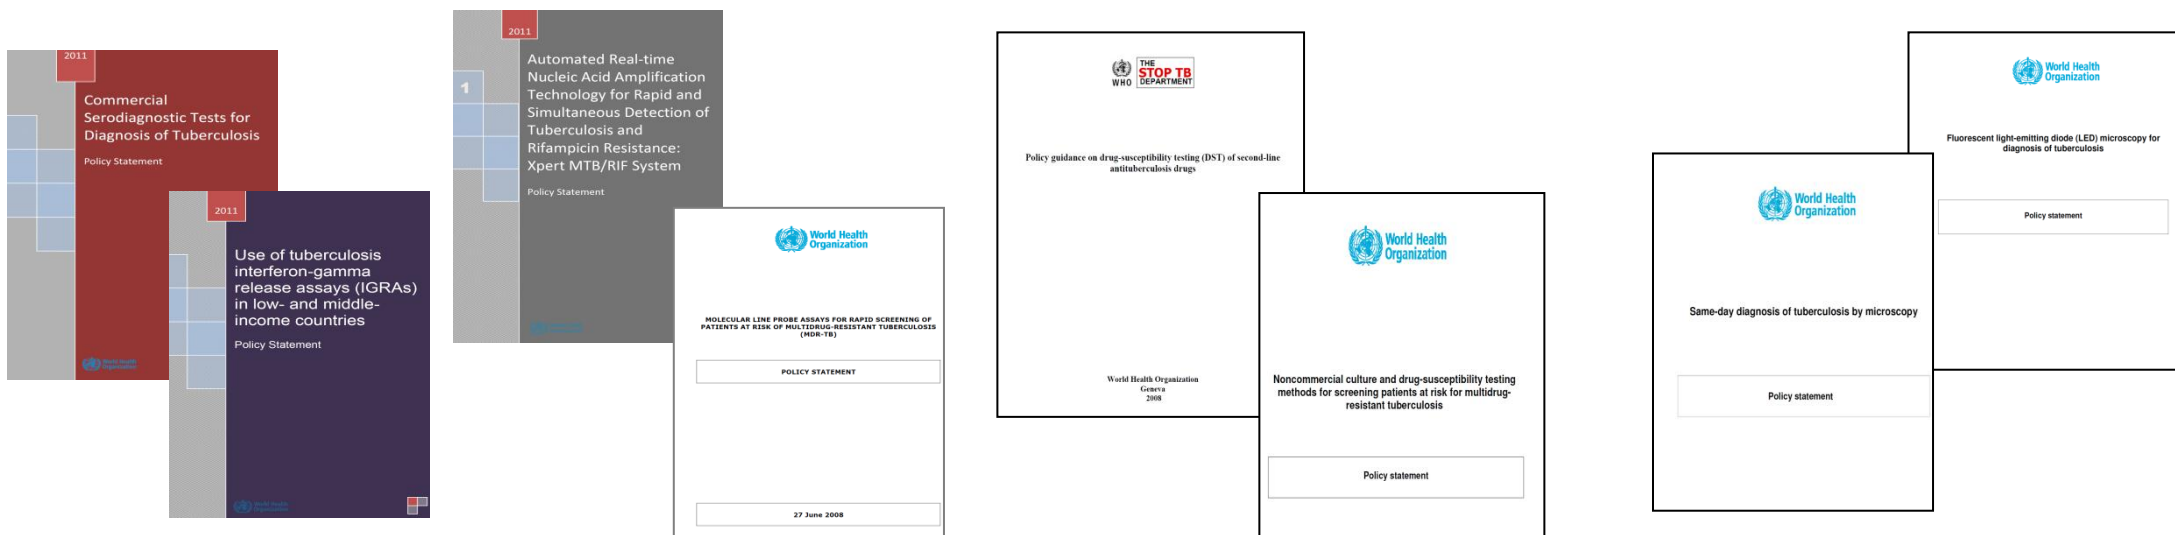 2011
Commercial
Serodiagnostic Tests for
Diagnosis of Tuberculosis
Policy Statement
World Health
Organization
2011
Use of tuberculosis
interferon-gamma
release assays (IGRAs)
in low- and middle-
income countries
Policy Statement
World Health
Organization
2011
1
Automated Real-time
Nucleic Acid Amplification
Technology for Rapid and
Simultaneous Detection of
Tuberculosis and
Rifampicin Resistance:
Xpert MTB/RIF System
Policy Statement
World Health
Organization
MOLECULAR LINE PROBE ASSAYS FOR RAPID SCREENING OF
PATIENTS AT RISK OF MULTIDRUG-RESISTANT TUBERCULOSIS
(MDR-TB)
POLICY STATEMENT
27 June 2008
WHO
THE
STOP TB
DEPARTMENT
Policy guidance on drug-susceptibility testing (DST) of second-line
antituberculosis drugs
World Health Organization
Geneva
2008
World Health
Organization
Noncommercial culture and drug-susceptibility testing
methods for screening patients at risk for multidrug-
resistant tuberculosis
Policy statement
World Health
Organization
Same-day diagnosis of tuberculosis by microscopy
Policy statement
World Health
Organization
Fluorescent light-emitting diode (LED) microscopy for
diagnosis of tuberculosis
Policy statement